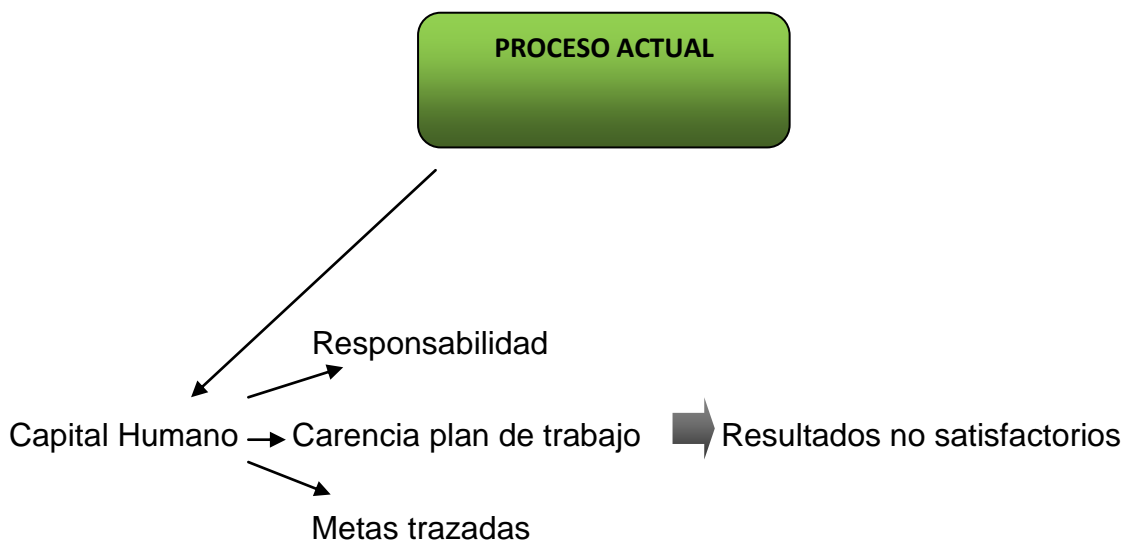 PROCESO ACTUAL
Responsabilidad
Capital Humano Carencia plan de trabajo Resultados no satisfactorios
Metas trazadas